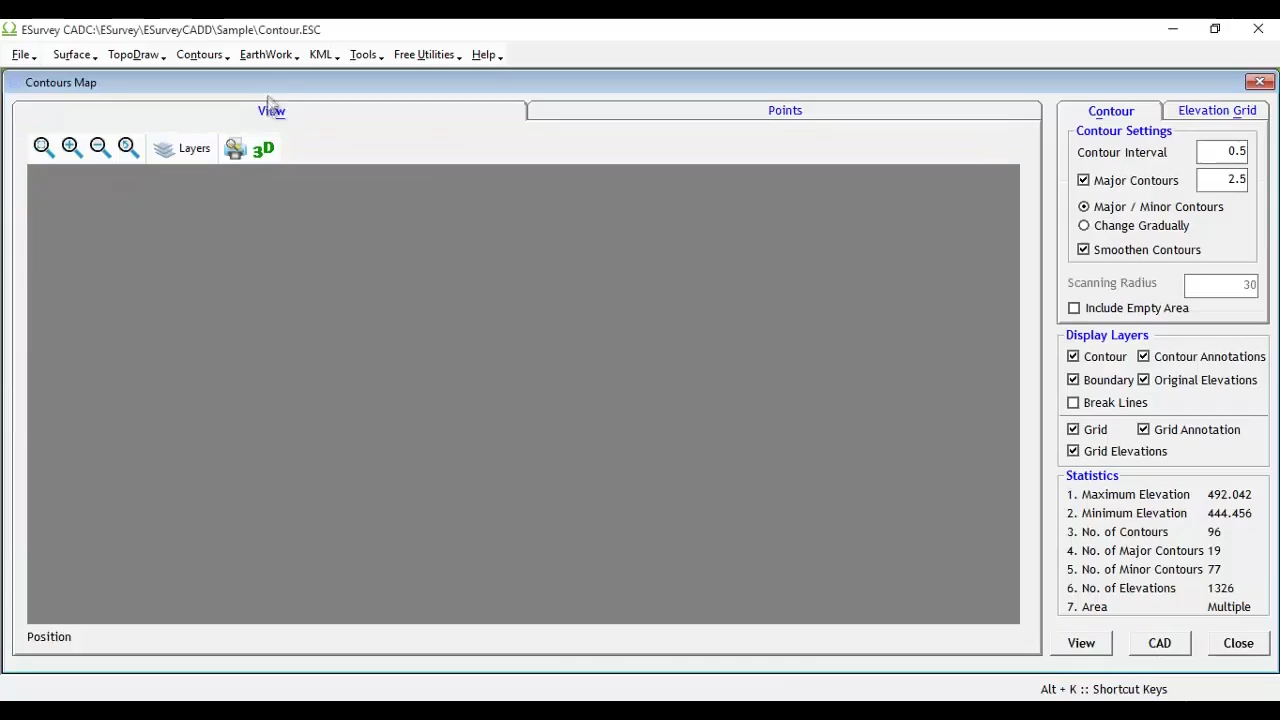 ESurvey CADC:\ESurvey\ESurveyCADD\Sample\Contour.ESC
File Surface TopoDraw Contours EarthWork KML Tools Free Utilities Help
Contours Map
View Points
Layers 3D
Contour Elevation Grid
Contour Settings
Contour Interval 0.5
Major Contours 2.5
Major / Minor Contours
Change Gradually
Smoothen Contours
Scanning Radius 30
Include Empty Area
Display Layers
Contour Contour Annotations
Boundary Original Elevations
Break Lines
Grid Grid Annotation
Grid Elevations
Statistics
1. Maximum Elevation 492.042
2. Minimum Elevation 444.456
3. No. of Contours 96
4. No. of Major Contours 19
5. No. of Minor Contours 77
6. No. of Elevations 1326
7. Area Multiple
Position
View CAD Close
Alt + K :: Shortcut Keys